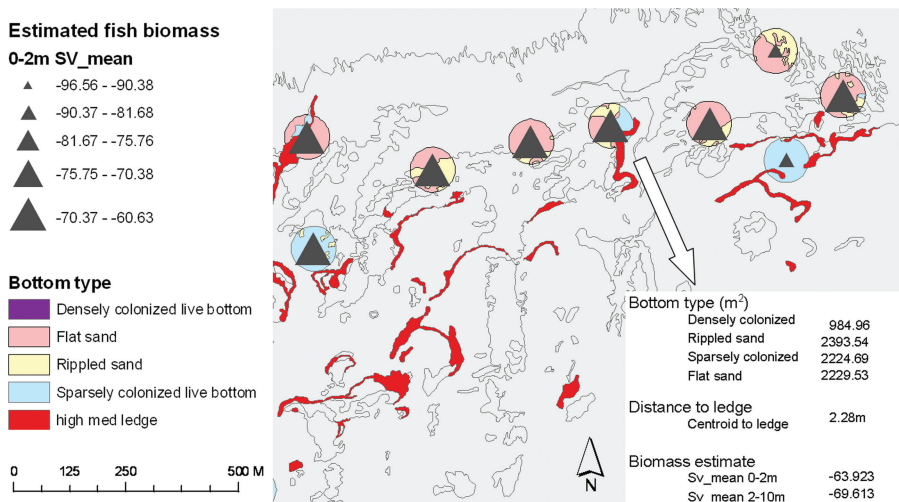 Estimated fish biomass
0-2m SV_mean
-96.56 - -90.38
-90.37 - -81.68
-81.67 - -75.76
-75.75 - -70.38
-70.37 - -60.63
Bottom type
Densely colonized live bottom
Flat sand
Rippled sand
Sparsely colonized live bottom
high med ledge
0 125 250 500 M
N
Bottom type (m²)
Densely colonized 984.96
Rippled sand 2393.54
Sparsely colonized 2224.69
Flat sand 2229.53
Distance to ledge
Centroid to ledge 2.28m
Biomass estimate
Sv_mean 0-2m -63.923
Sv_mean 2-10m -69.613